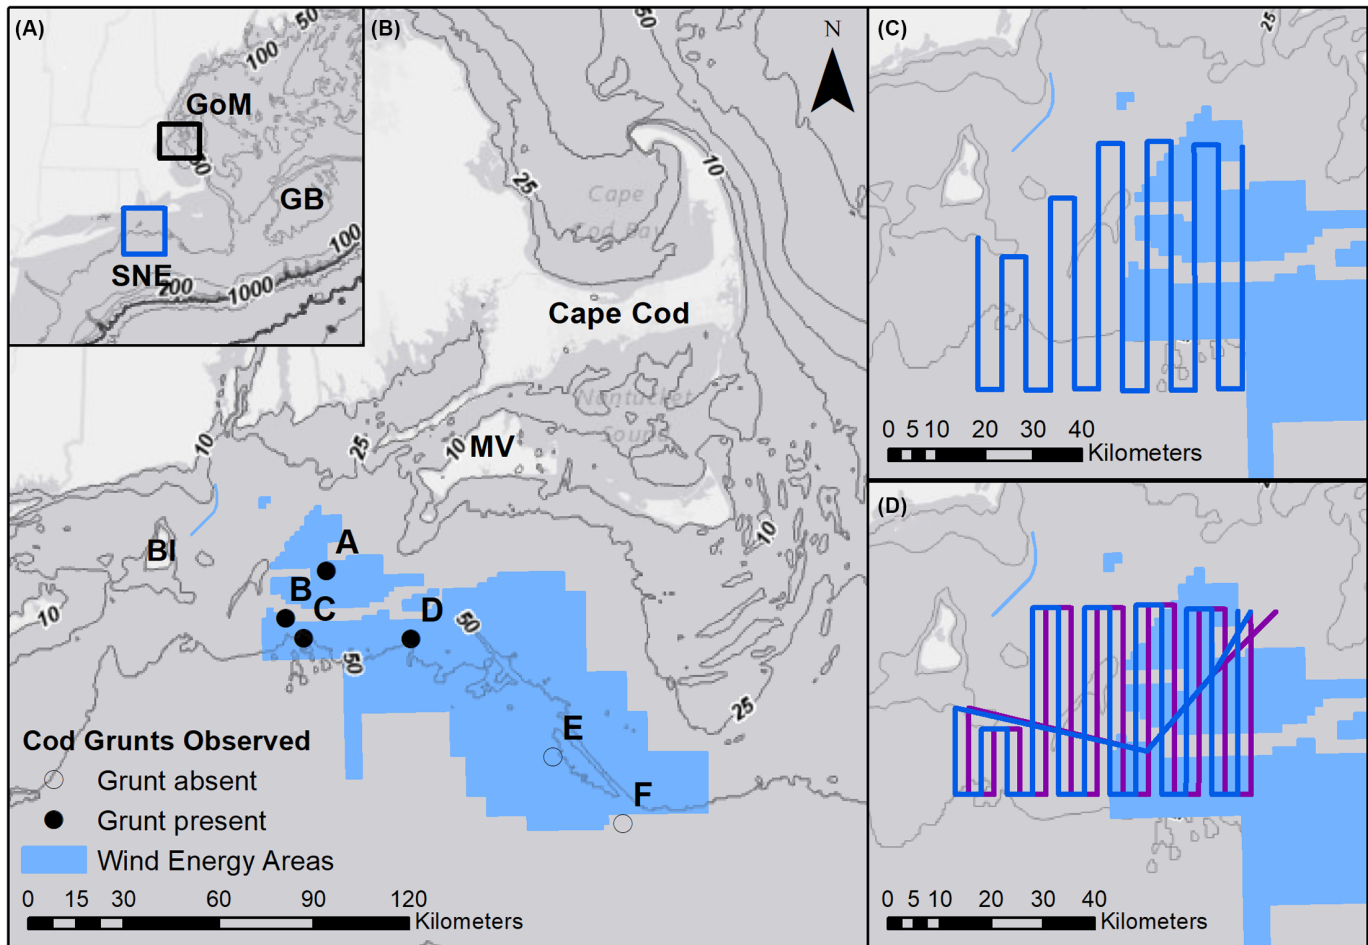 (A)
50
100
GoM
50
GB
SNE
100
200
1000
(B)
50
N
10
25
Cape
Cod Bay
Cape Cod
Nantucket
Sound
10
25
10
MV
BI
10
10
A
B
C
D
50
50
25
E
F
Cod Grunts Observed
Grunt absent
Grunt present
Wind Energy Areas
0 15 30 60 90 120
Kilometers
(C)
25
0 5 10 20 30 40
Kilometers
(D)
25
0 5 10 20 30 40
Kilometers